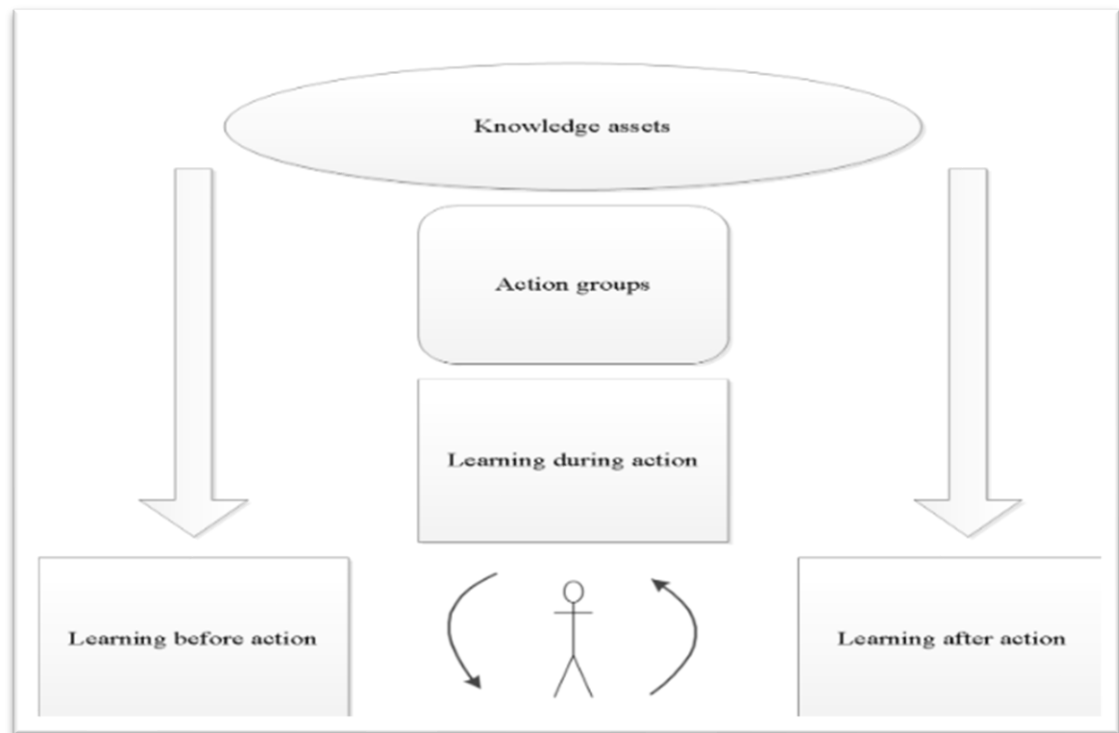 Knowledge assets
Action groups
Learning during action
Learning before action
Learning after action